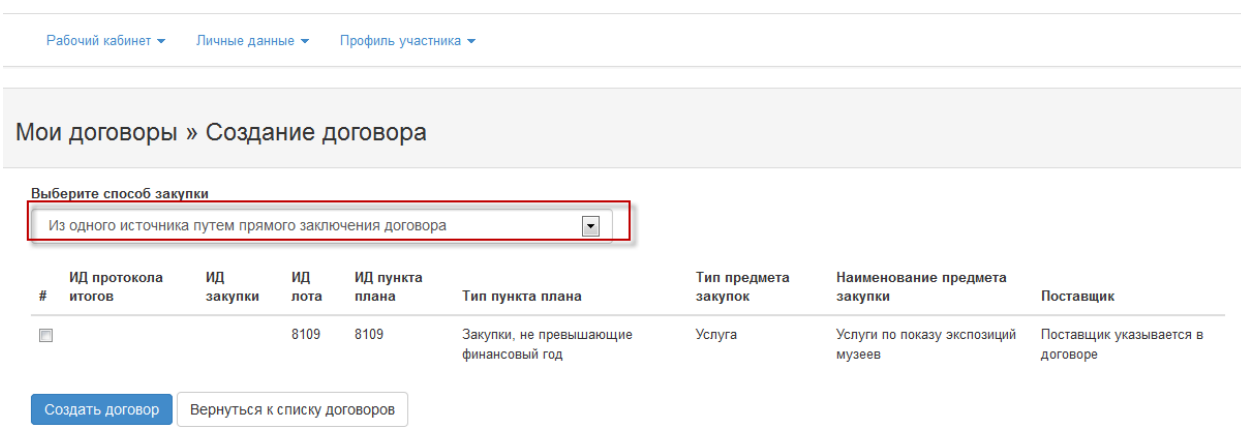 Рабочий кабинет Личные данные Профиль участника
Мои договоры » Создание договора
Выберите способ закупки
Из одного источника путем прямого заключения договора
# ИД протокола итогов ИД закупки ИД лота ИД пункта плана Тип пункта плана Тип предмета закупок Наименование предмета закупки Поставщик
8109 8109 Закупки, не превышающие финансовый год Услуга Услуги по показу экспозиций музеев Поставщик указывается в договоре
Создать договор Вернуться к списку договоров